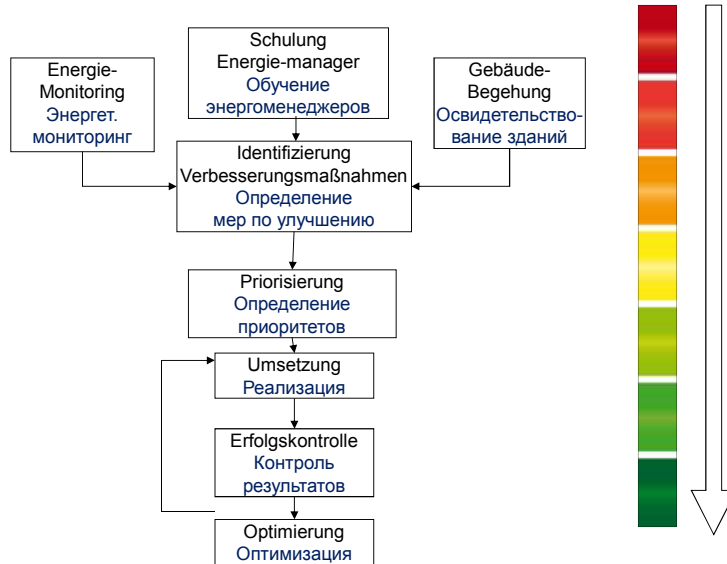 Schulung
Energie-manager
Обучение
энергоменеджеров
Energie-
Monitoring
Энергет.
мониторинг
Gebäude-
Begehung
Освидетельство-
вание зданий
Identifizierung
Verbesserungsmaßnahmen
Определение
мер по улучшению
Priorisierung
Определение
приоритетов
Umsetzung
Реализация
Erfolgskontrolle
Контроль
результатов
Optimierung
Оптимизация